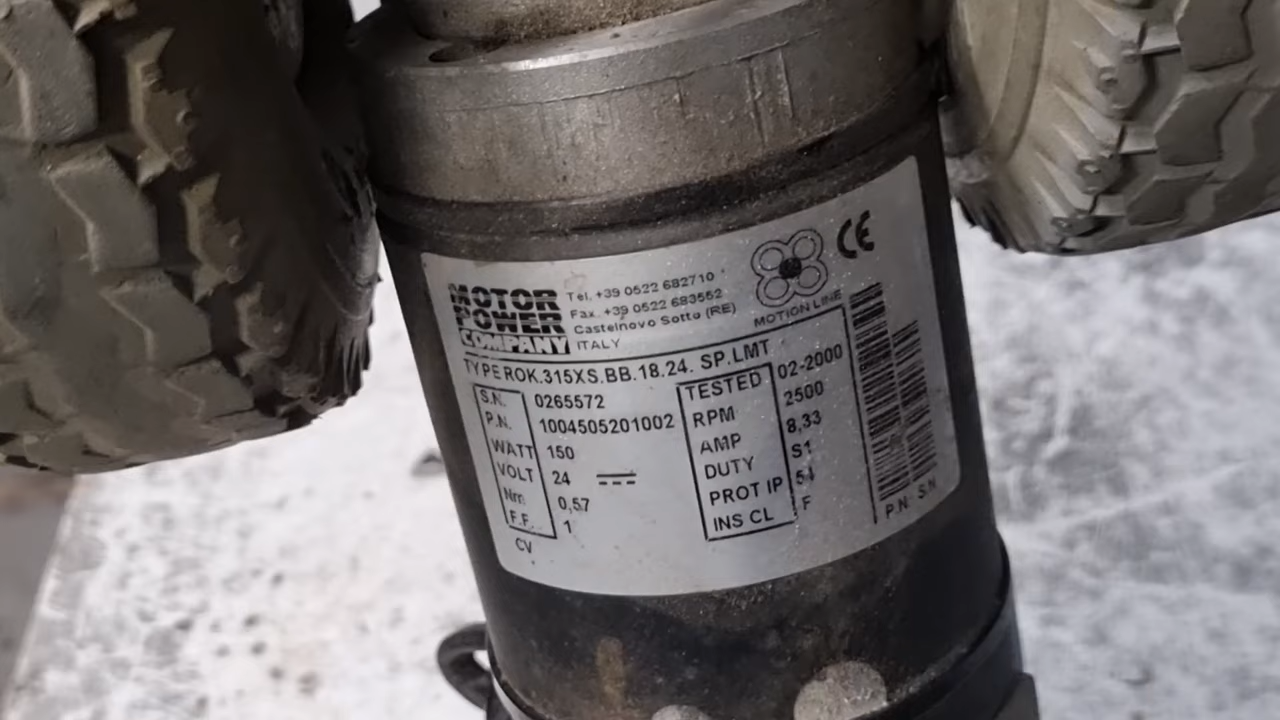 MOTOR
POWER
COMPANY
Tel. +39 0522 682710
Fax. +39 0522 683552
Castelnovo Sotto (RE)
ITALY
MOTION LINE
CE
TYPE ROK.315XS.BB.18.24. SP.LMT
S.N. 0265572
P.N. 1004505201002
WATT 150
VOLT 24
Nm 0,57
F.F. 1
CV
TESTED 02-2000
RPM 2500
AMP 8,33
DUTY S1
PROT IP 54
INS CL F
P.N. S.N.